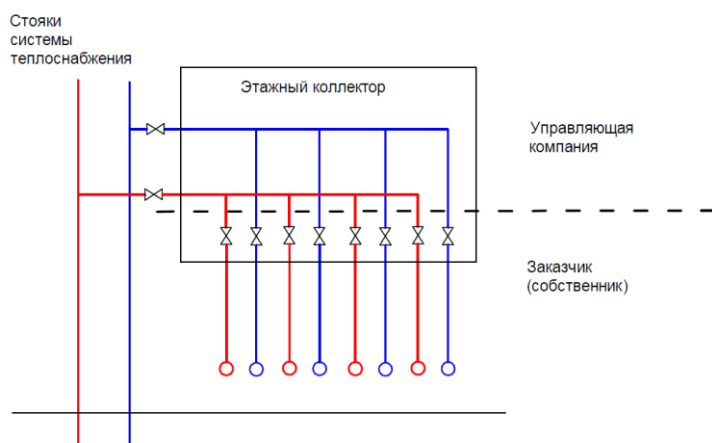 Стояки
системы
теплоснабжения
Этажный коллектор
Управляющая
компания
Заказчик
(собственник)